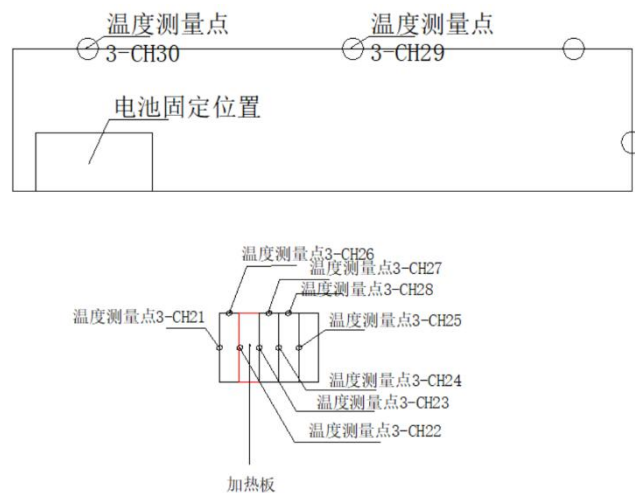 温度测量点
3-CH30
温度测量点
3-CH29
电池固定位置
温度测量点3-CH26
温度测量点3-CH27
温度测量点3-CH28
温度测量点3-CH21
温度测量点3-CH25
温度测量点3-CH24
温度测量点3-CH23
温度测量点3-CH22
加热板